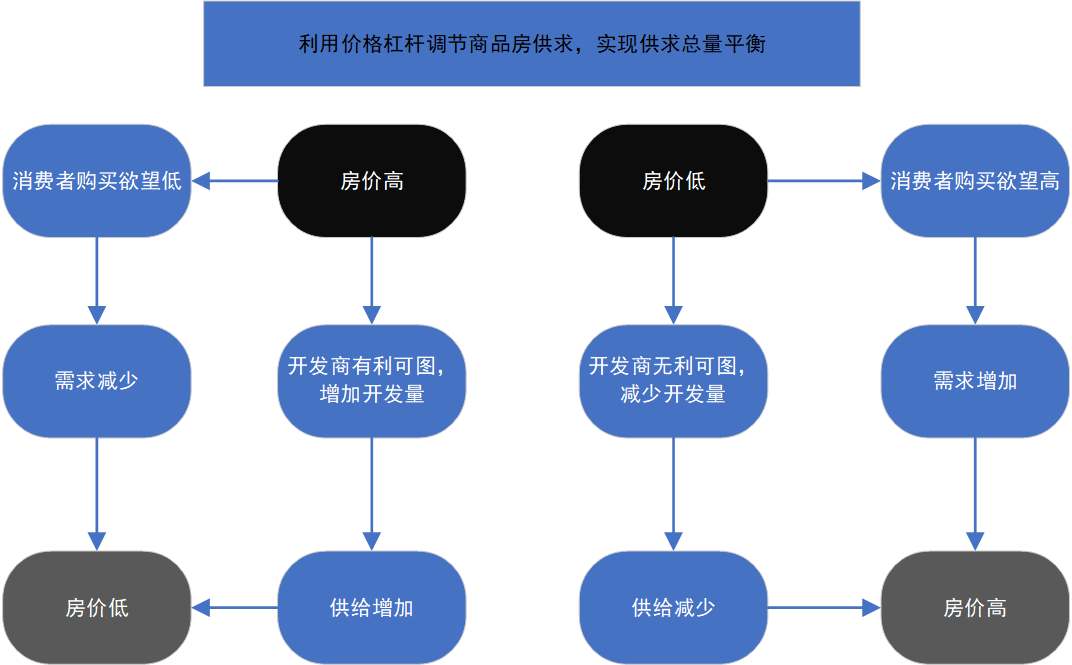 利用价格杠杆调节商品房供求，实现供求总量平衡
消费者购买欲望低
房价高
房价低
消费者购买欲望高
需求减少
开发商有利可图，
增加开发量
开发商无利可图，
减少开发量
需求增加
房价低
供给增加
供给减少
房价高